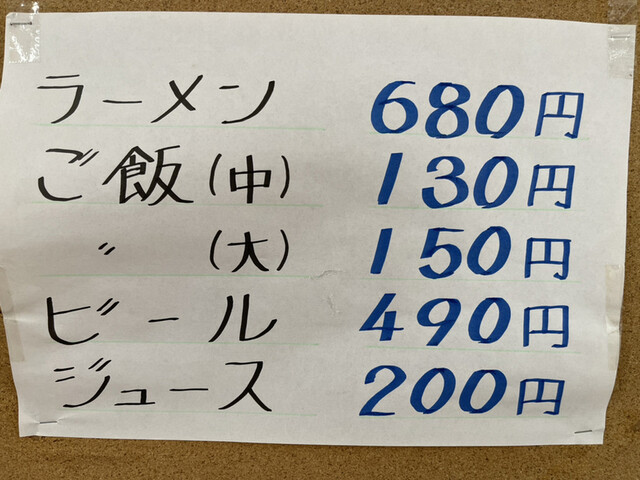 ラーメン 680円
ご飯(中) 130円
〃(大) 150円
ビール 490円
ジュース 200円